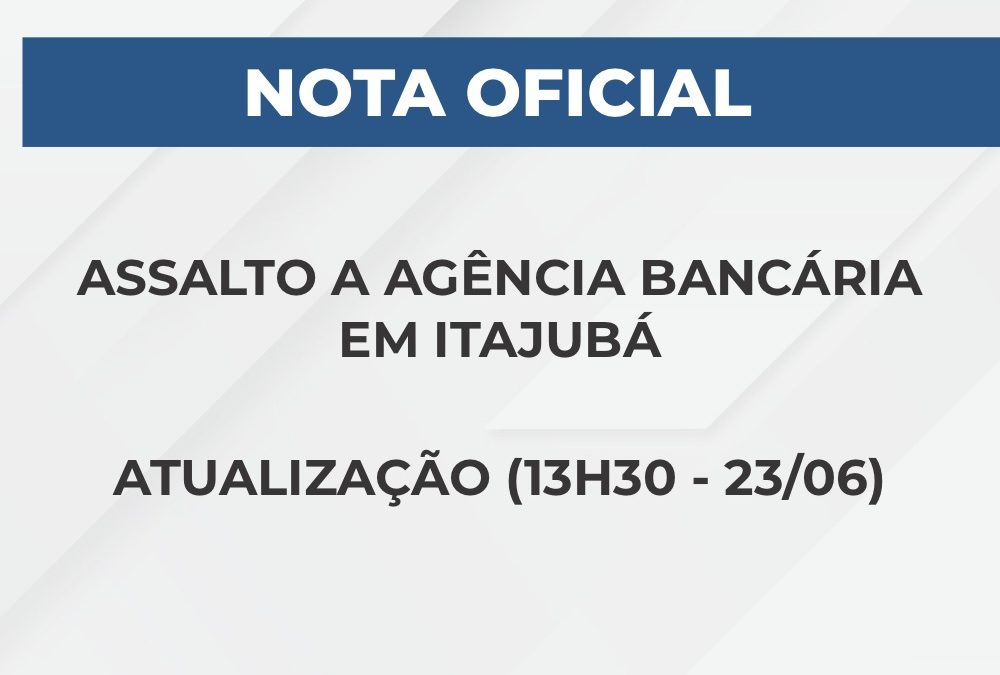 NOTA OFICIAL
ASSALTO A AGÊNCIA BANCÁRIA
EM ITAJUBÁ
ATUALIZAÇÃO (13H30 - 23/06)